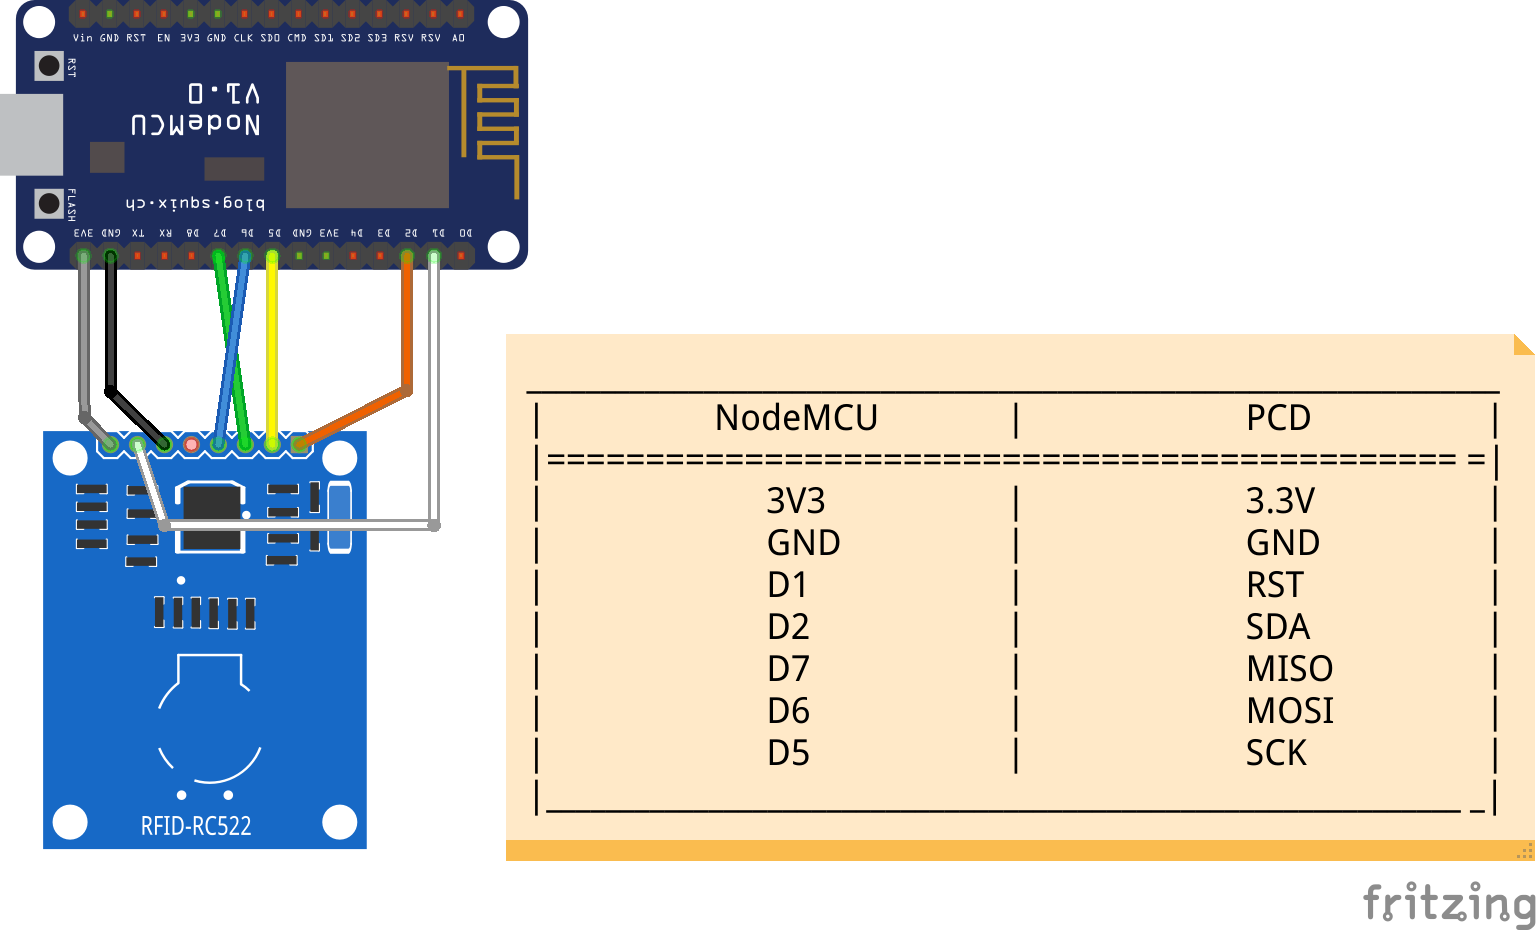 Vin GND RST EN 3V3 GND CLK SD0 CMD SD1 SD2 SD3 RSV RSV A0
RST
V1.0
NodeMCU
FLASH
blog.squix.ch
3V3 GND TX RX D8 D7 D6 D5 GND 3V3 D4 D3 D2 D1 D0
NodeMCU | PCD
3V3 | 3.3V
GND | GND
D1 | RST
D2 | SDA
D7 | MISO
D6 | MOSI
D5 | SCK
RFID-RC522
fritzing